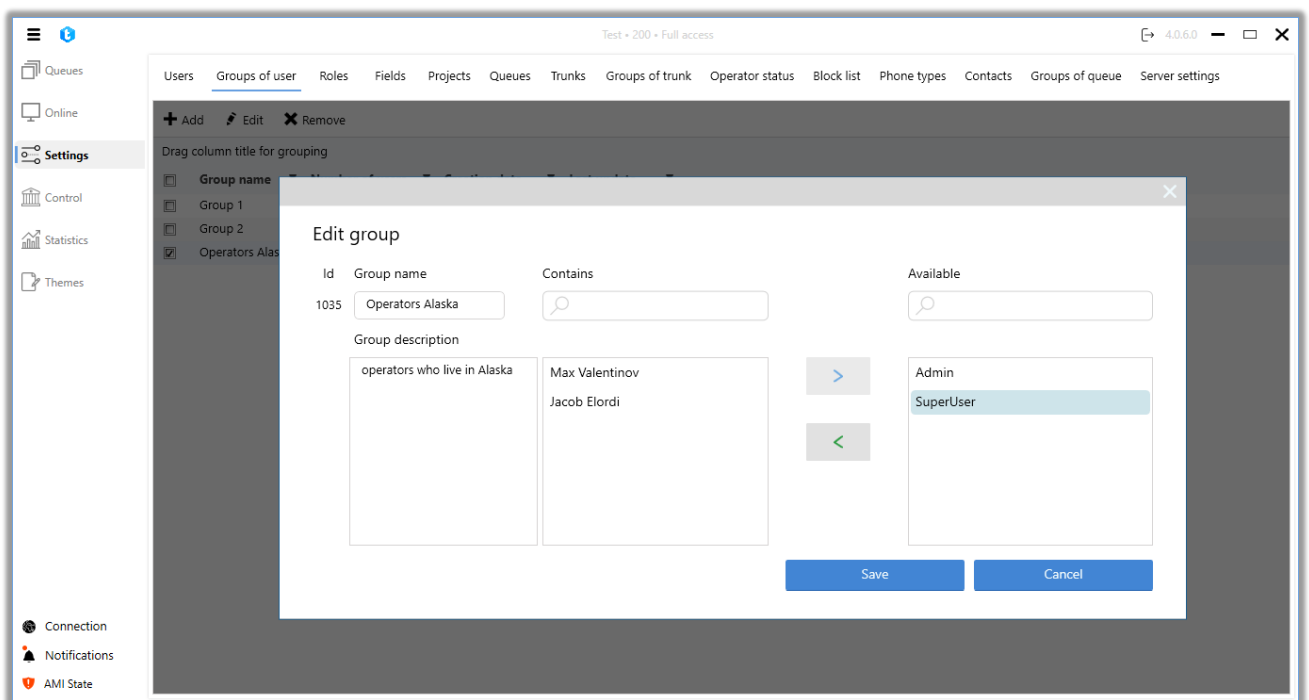 Test • 200 • Full access
4.0.6.0
Queues
Online
Settings
Control
Statistics
Themes
Connection
Notifications
AMI State
Users Groups of user Roles Fields Projects Queues Trunks Groups of trunk Operator status Block list Phone types Contacts Groups of queue Server settings
Add Edit Remove
Drag column title for grouping
Group name
Group 1
Group 2
Operators Alas
Edit group
Id Group name Contains Available
1035 Operators Alaska
Group description
operators who live in Alaska
Max Valentinov
Jacob Elordi
>
<
Admin
SuperUser
Save Cancel